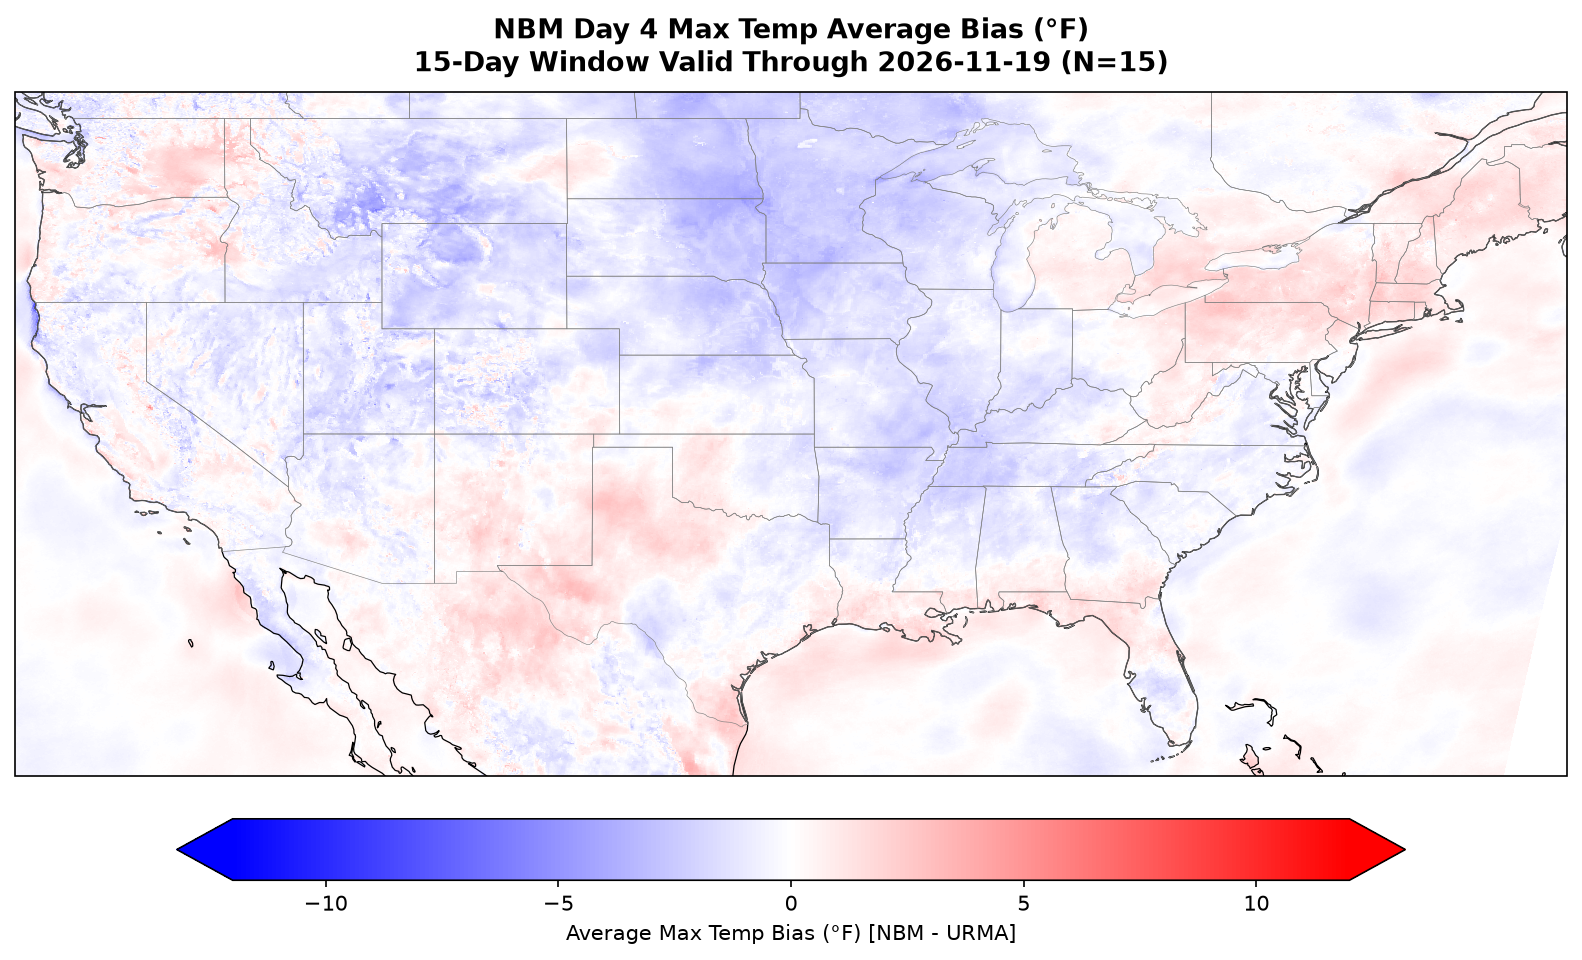 NBM Day 4 Max Temp Average Bias (°F)
15-Day Window Valid Through 2026-11-19 (N=15)
−10 −5 0 5 10
Average Max Temp Bias (°F) [NBM - URMA]